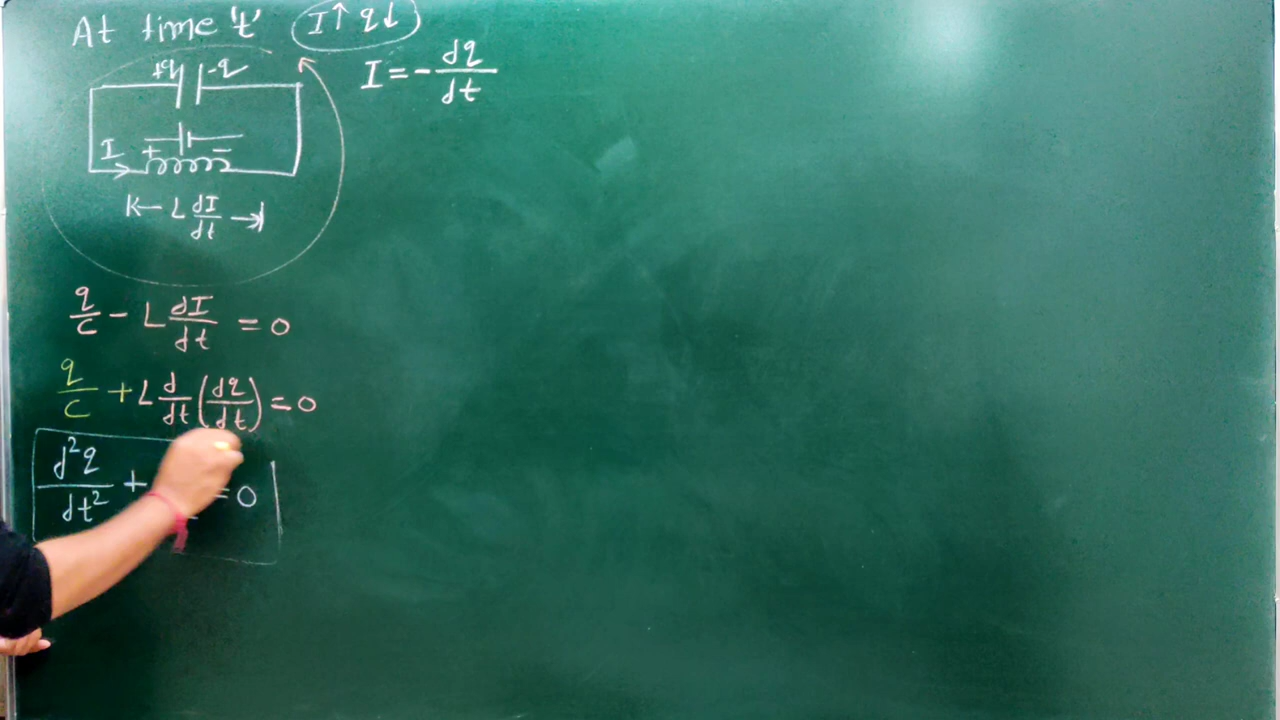 At time 't' I↑ q↓
I = - dq/dt
+q -q
I + -
L dI/dt
q/c - L dI/dt = 0
q/c + L d/dt (dq/dt) = 0
d²q/dt² + = 0